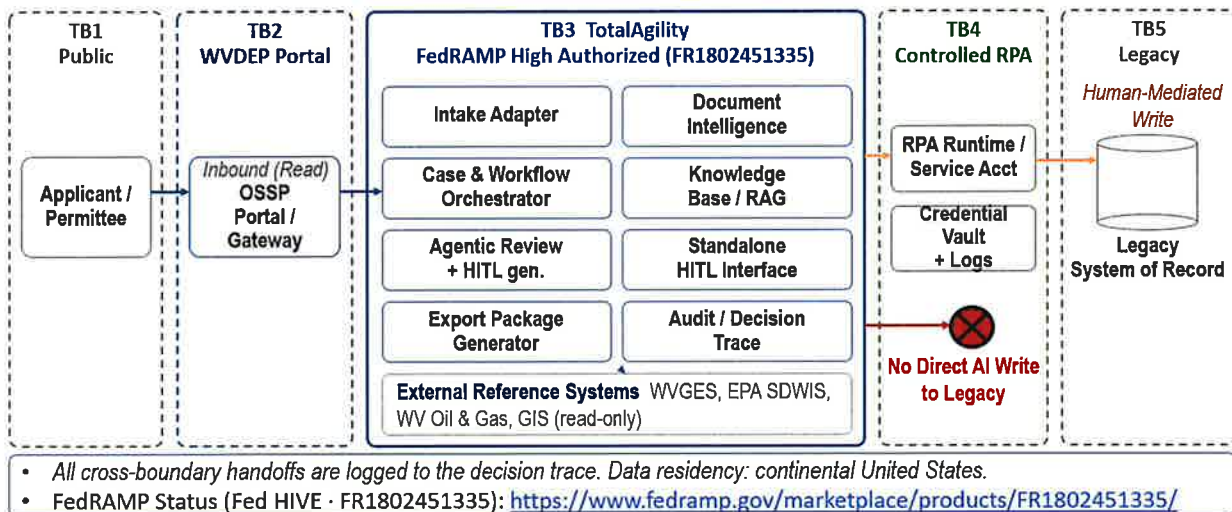 TB1
Public
Applicant /
Permittee
TB2
WVDEP Portal
Inbound (Read)
OSSP
Portal /
Gateway
TB3 TotalAgility
FedRAMP High Authorized (FR1802451335)
Intake Adapter
Document
Intelligence
Case & Workflow
Orchestrator
Knowledge
Base / RAG
Agentic Review
+ HITL gen.
Standalone
HITL Interface
Export Package
Generator
Audit / Decision
Trace
External Reference Systems WVGES, EPA SDWIS,
WV Oil & Gas, GIS (read-only)
TB4
Controlled RPA
RPA Runtime /
Service Acct
Credential
Vault
+ Logs
No Direct AI Write
to Legacy
TB5
Legacy
Human-Mediated
Write
Legacy
System of Record
• All cross-boundary handoffs are logged to the decision trace. Data residency: continental United States.
• FedRAMP Status (Fed HIVE · FR1802451335): https://www.fedramp.gov/marketplace/products/FR1802451335/